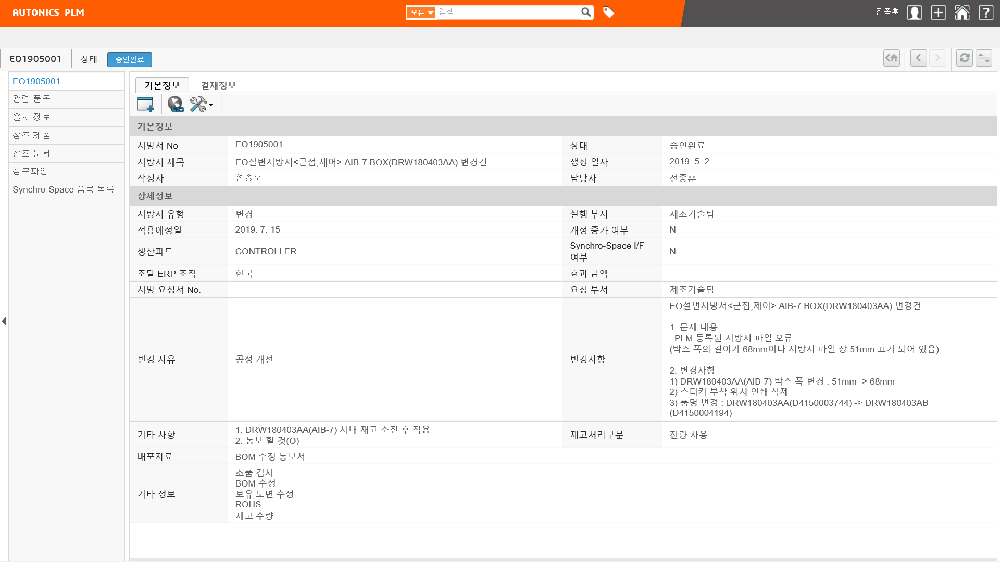 AUTONICS PLM
모든 검색
전종훈
EO1905001 상태 : 승인완료
EO1905001
관련 품목
을지 정보
참조 제품
참조 문서
첨부파일
Synchro-Space 품목 목록
기본정보 결재정보
기본정보
시방서 No EO1905001 상태 승인완료
시방서 제목 EO설변시방서<근접,제어> AIB-7 BOX(DRW180403AA) 변경건 생성 일자 2019. 5. 2
작성자 전종훈 담당자 전종훈
상세정보
시방서 유형 변경 실행 부서 제조기술팀
적용예정일 2019. 7. 15 개정 증가 여부 N
생산파트 CONTROLLER Synchro-Space I/F
여부 N
조달 ERP 조직 한국 효과 금액
시방 요청서 No. 요청 부서 제조기술팀
변경 사유 공정 개선 변경사항
EO설변시방서<근접,제어> AIB-7 BOX(DRW180403AA) 변경건
1. 문제 내용
: PLM 등록된 시방서 파일 오류
(박스 폭의 길이가 68mm이나 시방서 파일 상 51mm 표기 되어 있음)
2. 변경사항
1) DRW180403AA(AIB-7) 박스 폭 변경 : 51mm -> 68mm
2) 스티커 부착 위치 인쇄 삭제
3) 품명 변경 : DRW180403AA(D4150003744) -> DRW180403AB
(D4150004194)
기타 사항
1. DRW180403AA(AIB-7) 사내 재고 소진 후 적용
2. 통보 할 것(O)
재고처리구분 전량 사용
배포자료 BOM 수정 통보서
기타 정보
초품 검사
BOM 수정
보유 도면 수정
ROHS
재고 수량